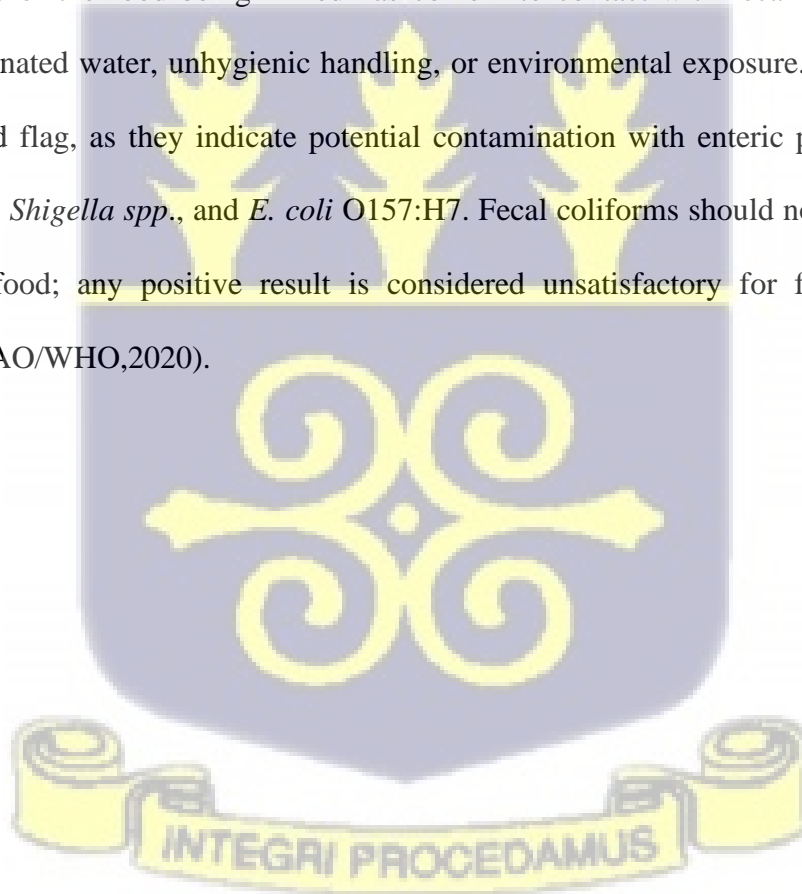 nated water, unhygienic handling, or environmental exposure.
flag, as they indicate potential contamination with enteric
Shigella spp., and E. coli O157:H7. Fecal coliforms should
food; any positive result is considered unsatisfactory for
AO/WHO,2020).
INTEGRI PROCEDAMUS